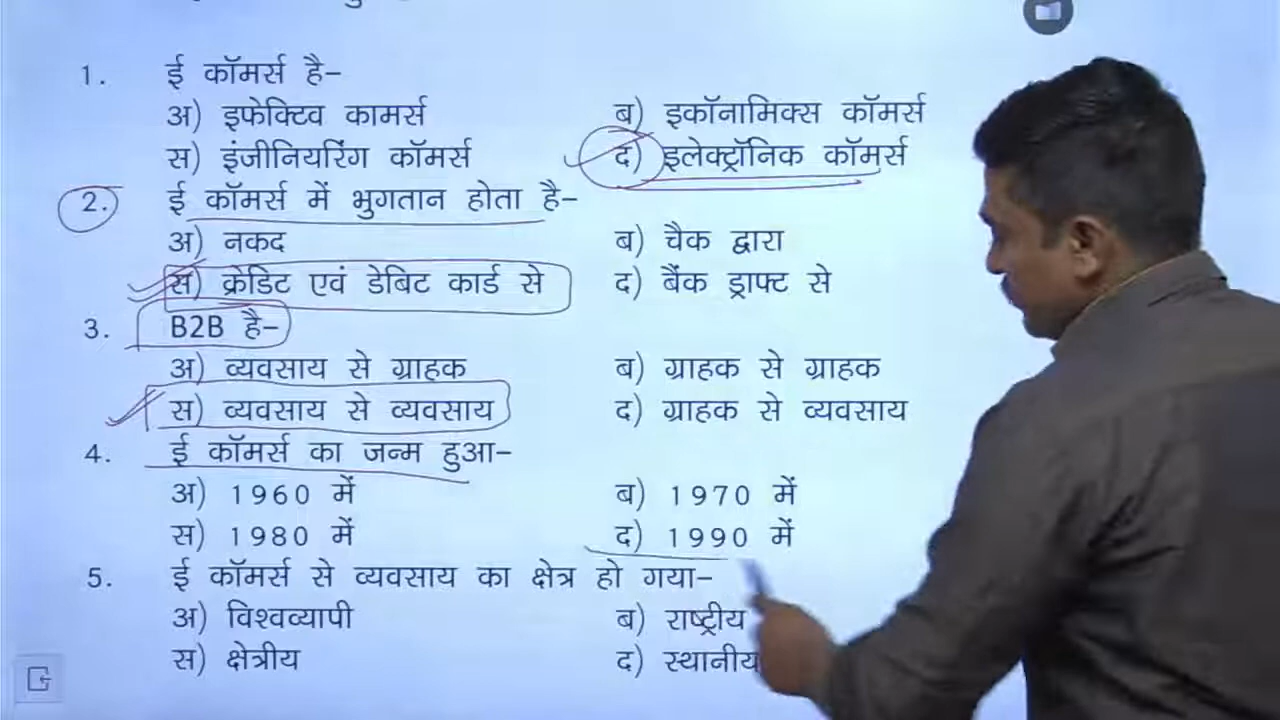 1. ई कॉमर्स है-
अ) इफेक्टिव कामर्स ब) इकॉनामिक्स कॉमर्स
स) इंजीनियरिंग कॉमर्स द) इलेक्ट्रॉनिक कॉमर्स
2. ई कॉमर्स में भुगतान होता है-
अ) नकद ब) चैक द्वारा
स) क्रेडिट एवं डेबिट कार्ड से द) बैंक ड्राफ्ट से
3. B2B है-
अ) व्यवसाय से ग्राहक ब) ग्राहक से ग्राहक
स) व्यवसाय से व्यवसाय द) ग्राहक से व्यवसाय
4. ई कॉमर्स का जन्म हुआ-
अ) 1960 में ब) 1970 में
स) 1980 में द) 1990 में
5. ई कॉमर्स से व्यवसाय का क्षेत्र हो गया-
अ) विश्वव्यापी ब) राष्ट्रीय
स) क्षेत्रीय द) स्थानीय